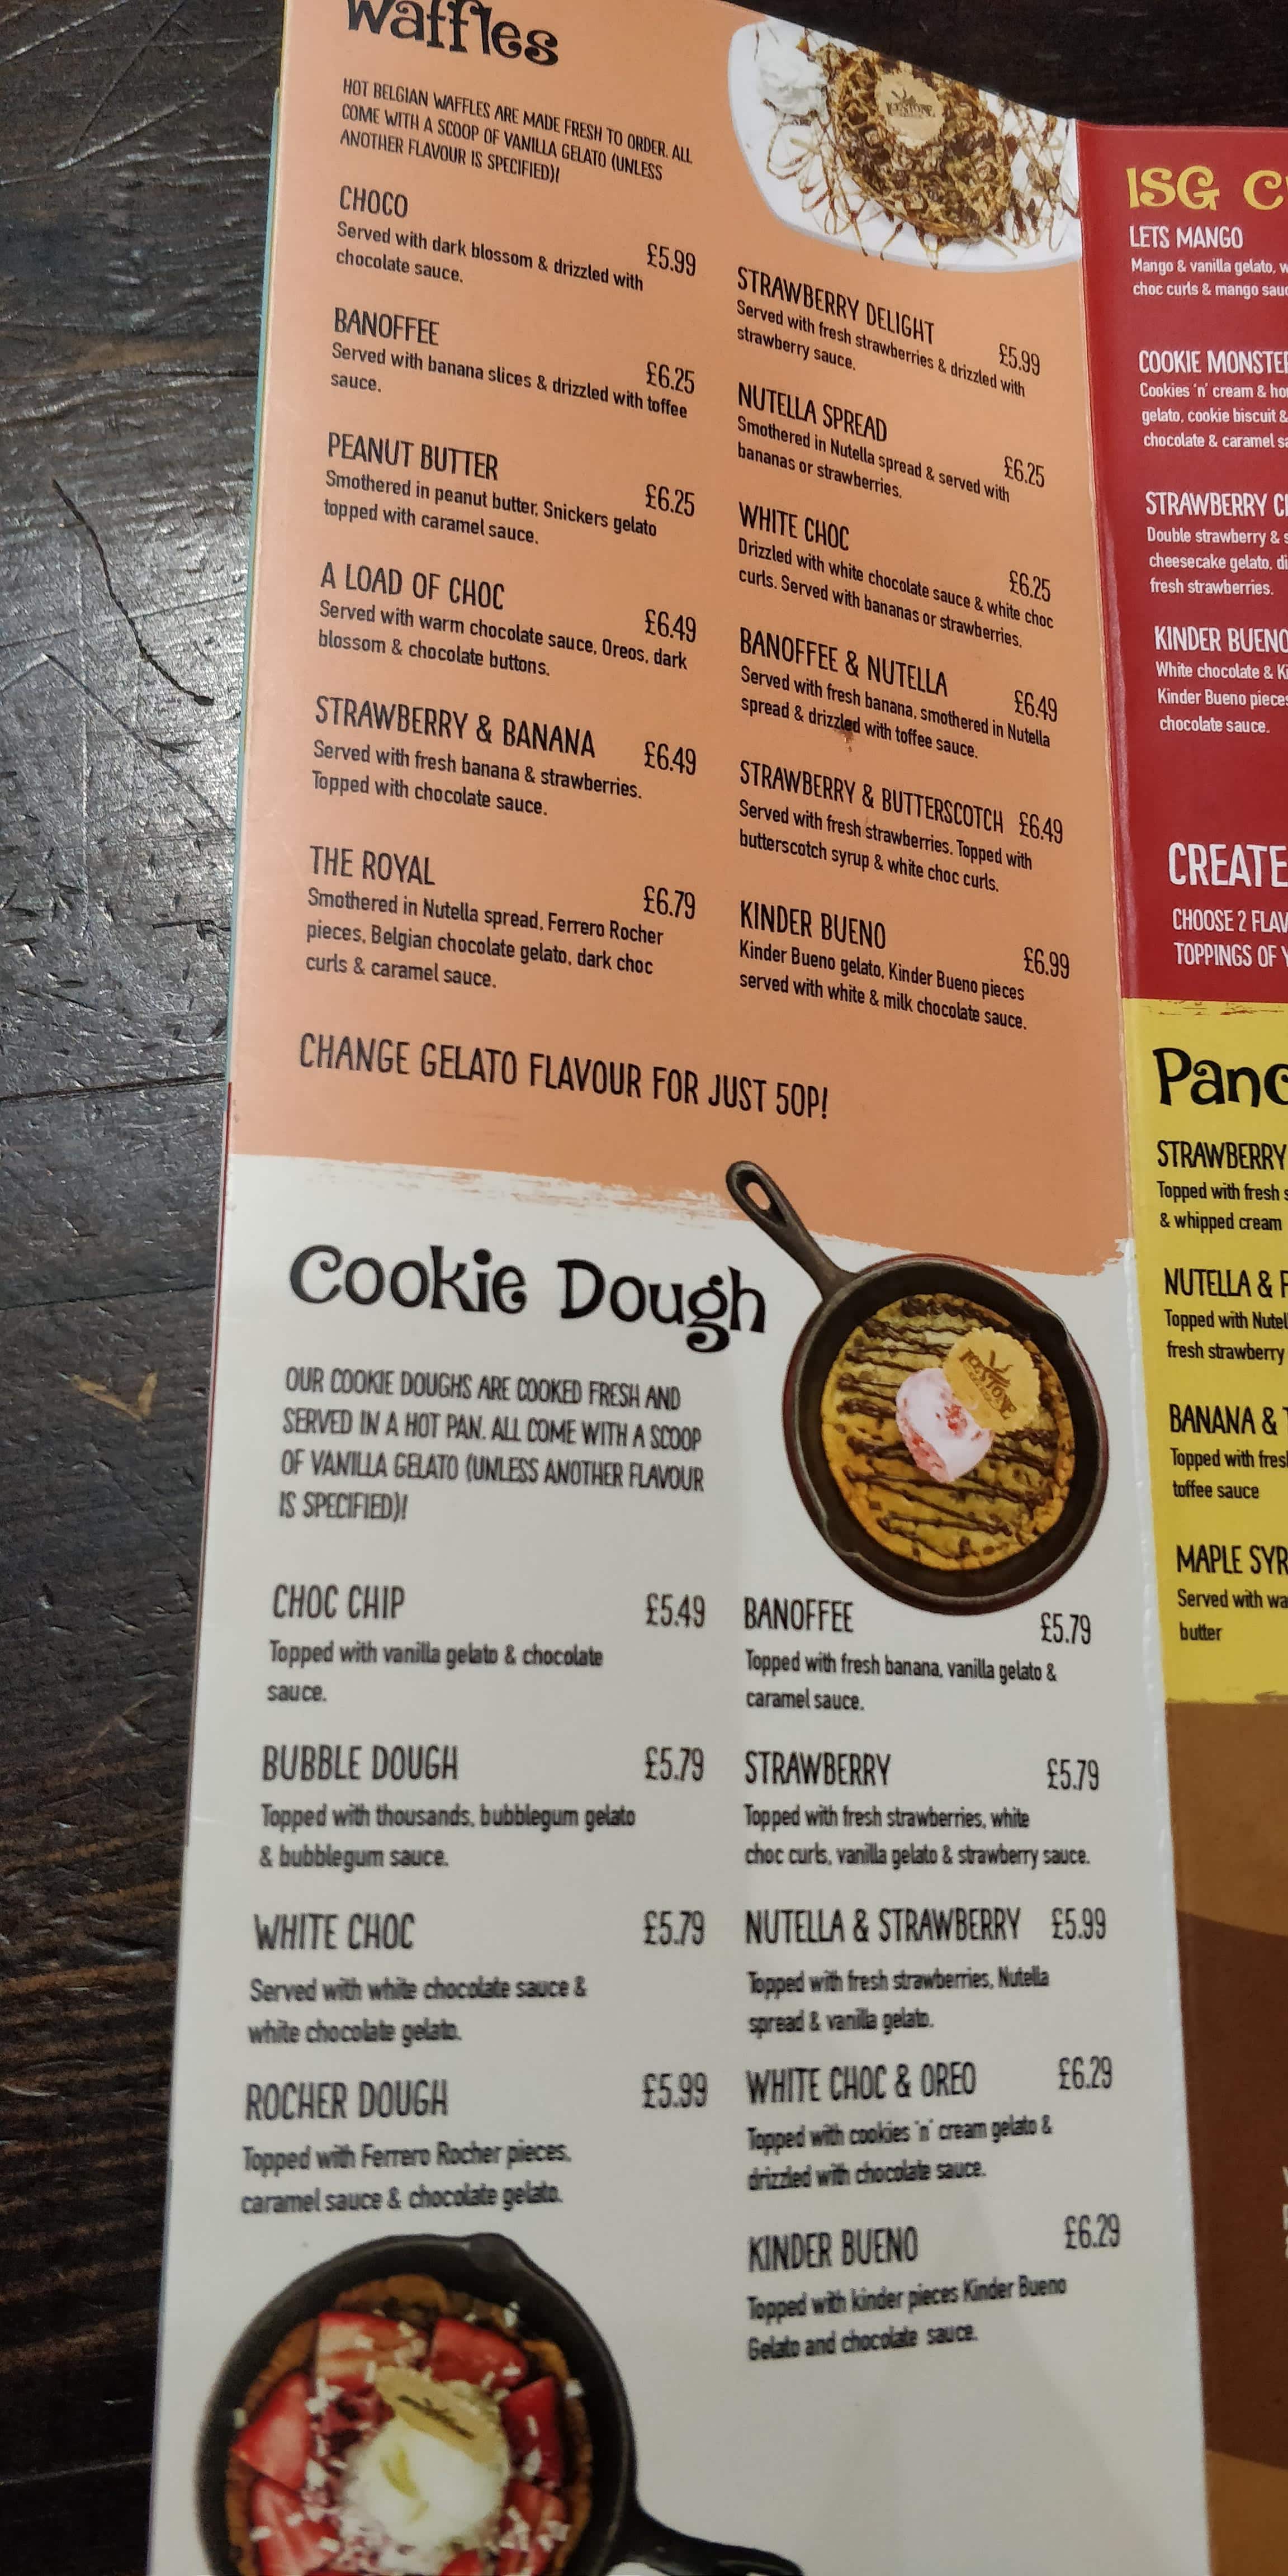 Waffles
HOT BELGIAN WAFFLES ARE MADE FRESH TO ORDER. ALL
COME WITH A SCOOP OF VANILLA GELATO (UNLESS
ANOTHER FLAVOUR IS SPECIFIED)!
CHOCO £5.99
Served with dark blossom & drizzled with
chocolate sauce.
BANOFFEE £6.25
Served with banana slices & drizzled with toffee
sauce.
PEANUT BUTTER £6.25
Smothered in peanut butter, Snickers gelato
topped with caramel sauce.
A LOAD OF CHOC £6.49
Served with warm chocolate sauce, Oreos, dark
blossom & chocolate buttons.
STRAWBERRY & BANANA £6.49
Served with fresh banana & strawberries.
Topped with chocolate sauce.
THE ROYAL £6.79
Smothered in Nutella spread, Ferrero Rocher
pieces, Belgian chocolate gelato, dark choc
curls & caramel sauce.
STRAWBERRY DELIGHT £5.99
Served with fresh strawberries & drizzled with
strawberry sauce.
NUTELLA SPREAD £6.25
Smothered in Nutella spread & served with
bananas or strawberries.
WHITE CHOC £6.25
Drizzled with white chocolate sauce & white choc
curls. Served with bananas or strawberries.
BANOFFEE & NUTELLA £6.49
Served with fresh banana, smothered in Nutella
spread & drizzled with toffee sauce.
STRAWBERRY & BUTTERSCOTCH £6.49
Served with fresh strawberries. Topped with
butterscotch syrup & white choc curls.
KINDER BUENO £6.99
Kinder Bueno gelato, Kinder Bueno pieces
served with white & milk chocolate sauce.
CHANGE GELATO FLAVOUR FOR JUST 50P!
Cookie Dough
OUR COOKIE DOUGHS ARE COOKED FRESH AND
SERVED IN A HOT PAN. ALL COME WITH A SCOOP
OF VANILLA GELATO (UNLESS ANOTHER FLAVOUR
IS SPECIFIED)!
CHOC CHIP £5.49
Topped with vanilla gelato & chocolate
sauce.
BUBBLE DOUGH £5.79
Topped with thousands, bubblegum gelato
& bubblegum sauce.
WHITE CHOC £5.79
Served with white chocolate sauce &
white chocolate gelato.
ROCHER DOUGH £5.99
Topped with Ferrero Rocher pieces,
caramel sauce & chocolate gelato.
BANOFFEE £5.79
Topped with fresh banana, vanilla gelato &
caramel sauce.
STRAWBERRY £5.79
Topped with fresh strawberries, white
choc curls, vanilla gelato & strawberry sauce.
NUTELLA & STRAWBERRY £5.99
Topped with fresh strawberries, Nutella
spread & vanilla gelato.
WHITE CHOC & OREO £6.29
Topped with cookies 'n' cream gelato &
drizzled with chocolate sauce.
KINDER BUENO £6.29
Topped with kinder pieces Kinder Bueno
Gelato and chocolate sauce.
ISG
LETS MANGO
Mango & vanilla gelato,
choc curls & mango
COOKIE
Cookies 'n' cream &
gelato, cookie biscuit &
chocolate & caramel
STRAWBERRY
Double strawberry &
cheesecake gelato,
fresh strawberries.
KINDER BUENO
White chocolate &
Kinder Bueno pieces
chocolate sauce.
CREATE
CHOOSE 2
TOPPINGS OF
STRAWBERRY
Topped with fresh
& whipped cream
NUTELLA &
Topped with
fresh strawberry
BANANA &
Topped with
toffee sauce
MAPLE
Served with
butter